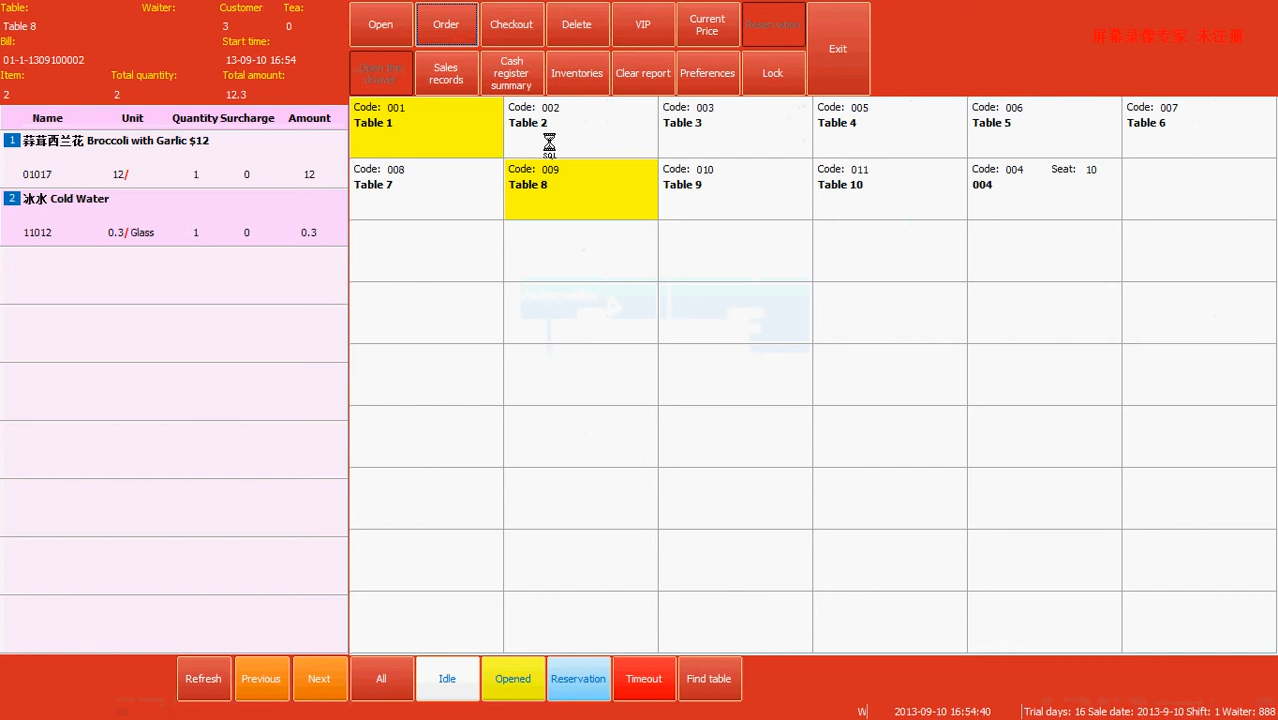 Table: Waiter: Customer Tea:
Table 8 3 0
Bill: Start time:
01-1-1309100002 13-09-10 16:54
Item: Total quantity: Total amount:
2 2 12.3
Open Order Checkout Delete VIP Current Price Reservation Exit
Open the drawer Sales records Cash register summary Inventories Clear report Preferences Lock
屏幕录像专家 未注册
Name Unit Quantity Surcharge Amount
1 蒜茸西兰花 Broccoli with Garlic $12
01017 12/ 1 0 12
2 冰水 Cold Water
11012 0.3/ Glass 1 0 0.3
Code: 001
Table 1
Code: 002
Table 2
SQL
Code: 003
Table 3
Code: 005
Table 4
Code: 006
Table 5
Code: 007
Table 6
Code: 008
Table 7
Code: 009
Table 8
Code: 010
Table 9
Code: 011
Table 10
Code: 004 Seat: 10
004
Refresh Previous Next All Idle Opened Reservation Timeout Find table
W 2013-09-10 16:54:40 Trial days: 16 Sale date: 2013-9-10 Shift: 1 Waiter: 888